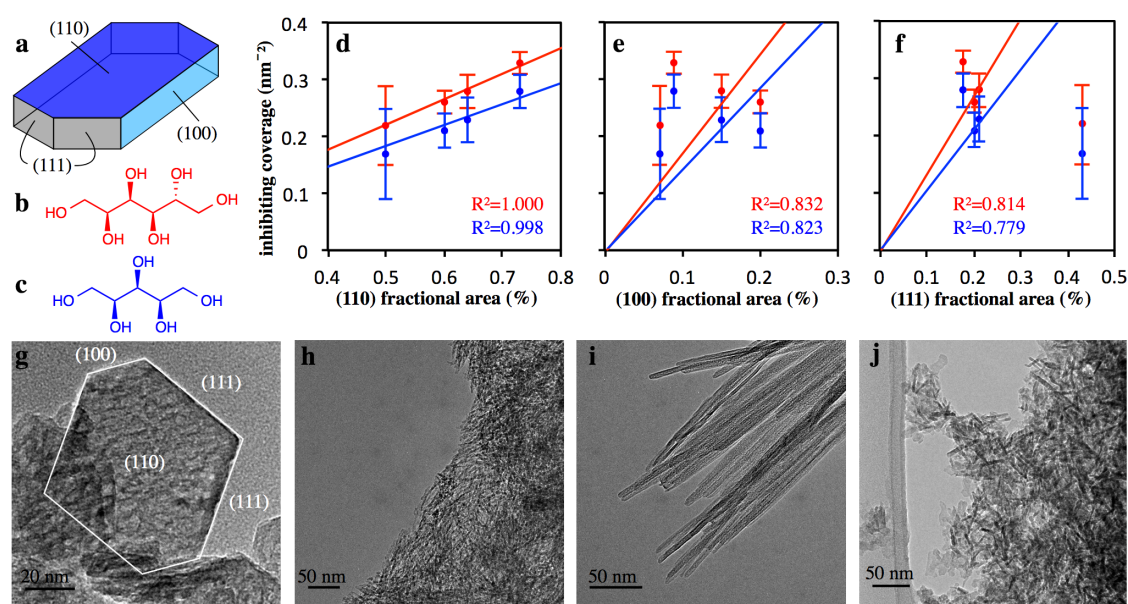 a
(110)
(100)
(111)
b
OH
OH
HO
OH
OH
OH
c
OH
HO
OH
OH
OH
inhibiting coverage (nm⁻²)
0.4
0.3
0.2
0.1
0
d
R²=1.000
R²=0.998
0.4
0.5
0.6
0.7
0.8
(110) fractional area (%)
e
R²=0.832
R²=0.823
0
0.1
0.2
0.3
(100) fractional area (%)
f
R²=0.814
R²=0.779
0
0.1
0.2
0.3
0.4
0.5
(111) fractional area (%)
g
(100)
(111)
(110)
(111)
20 nm
h
50 nm
i
50 nm
j
50 nm